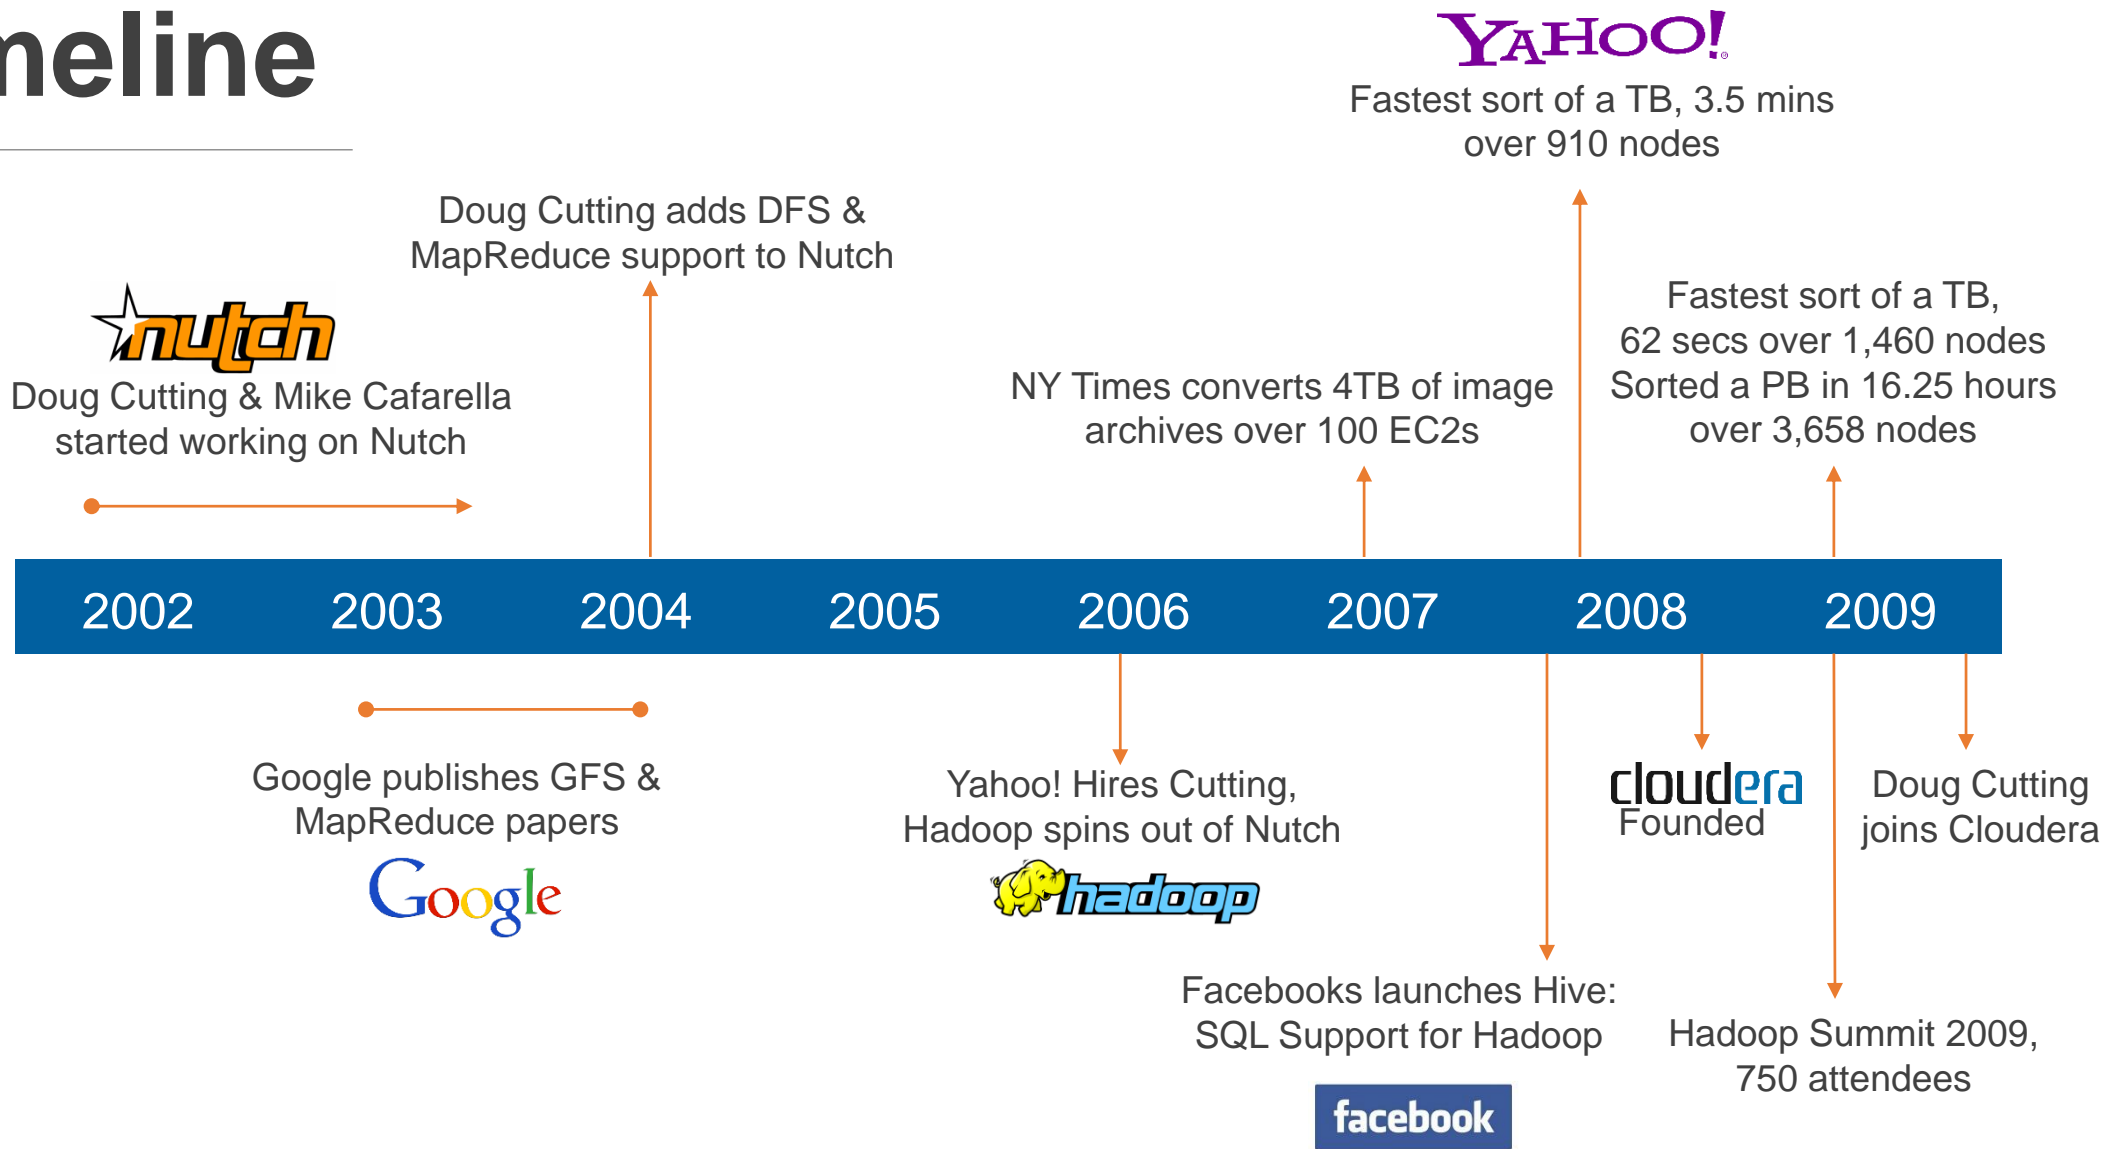 meline
YAHOO!
Fastest sort of a TB, 3.5 mins
over 910 nodes
Doug Cutting adds DFS &
MapReduce support to Nutch
nutch
Doug Cutting & Mike Cafarella
started working on Nutch
NY Times converts 4TB of image
archives over 100 EC2s
Fastest sort of a TB,
62 secs over 1,460 nodes
Sorted a PB in 16.25 hours
over 3,658 nodes
2002 2003 2004 2005 2006 2007 2008 2009
Google publishes GFS &
MapReduce papers
Google
Yahoo! Hires Cutting,
Hadoop spins out of Nutch
hadoop
Facebooks launches Hive:
SQL Support for Hadoop
facebook
cloudera
Founded
Hadoop Summit 2009,
750 attendees
Doug Cutting
joins Cloudera